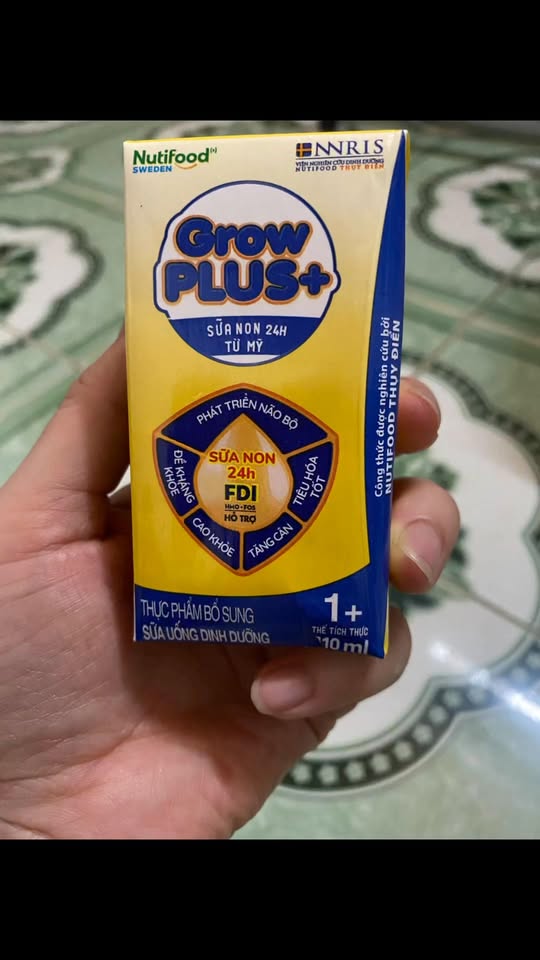 Nutifood
SWEDEN
NNRIS
VIỆN NGHIÊN CỨU DINH DƯỠNG
NUTIFOOD THỤY ĐIỂN
Grow
PLUS+
SỮA NON 24H
TỪ MỸ
PHÁT TRIỂN NÃO BỘ
ĐỀ KHÁNG
KHỎE
SỮA NON
24h
FDI
HMO-FOS
HỖ TRỢ
TIÊU HÓA
TỐT
CAO KHỎE
TĂNG CÂN
Công thức được nghiên cứu bởi
NUTIFOOD THỤY ĐIỂN
THỰC PHẨM BỔ SUNG
SỮA UỐNG DINH DƯỠNG
1+
THỂ TÍCH THỰC
110 ml